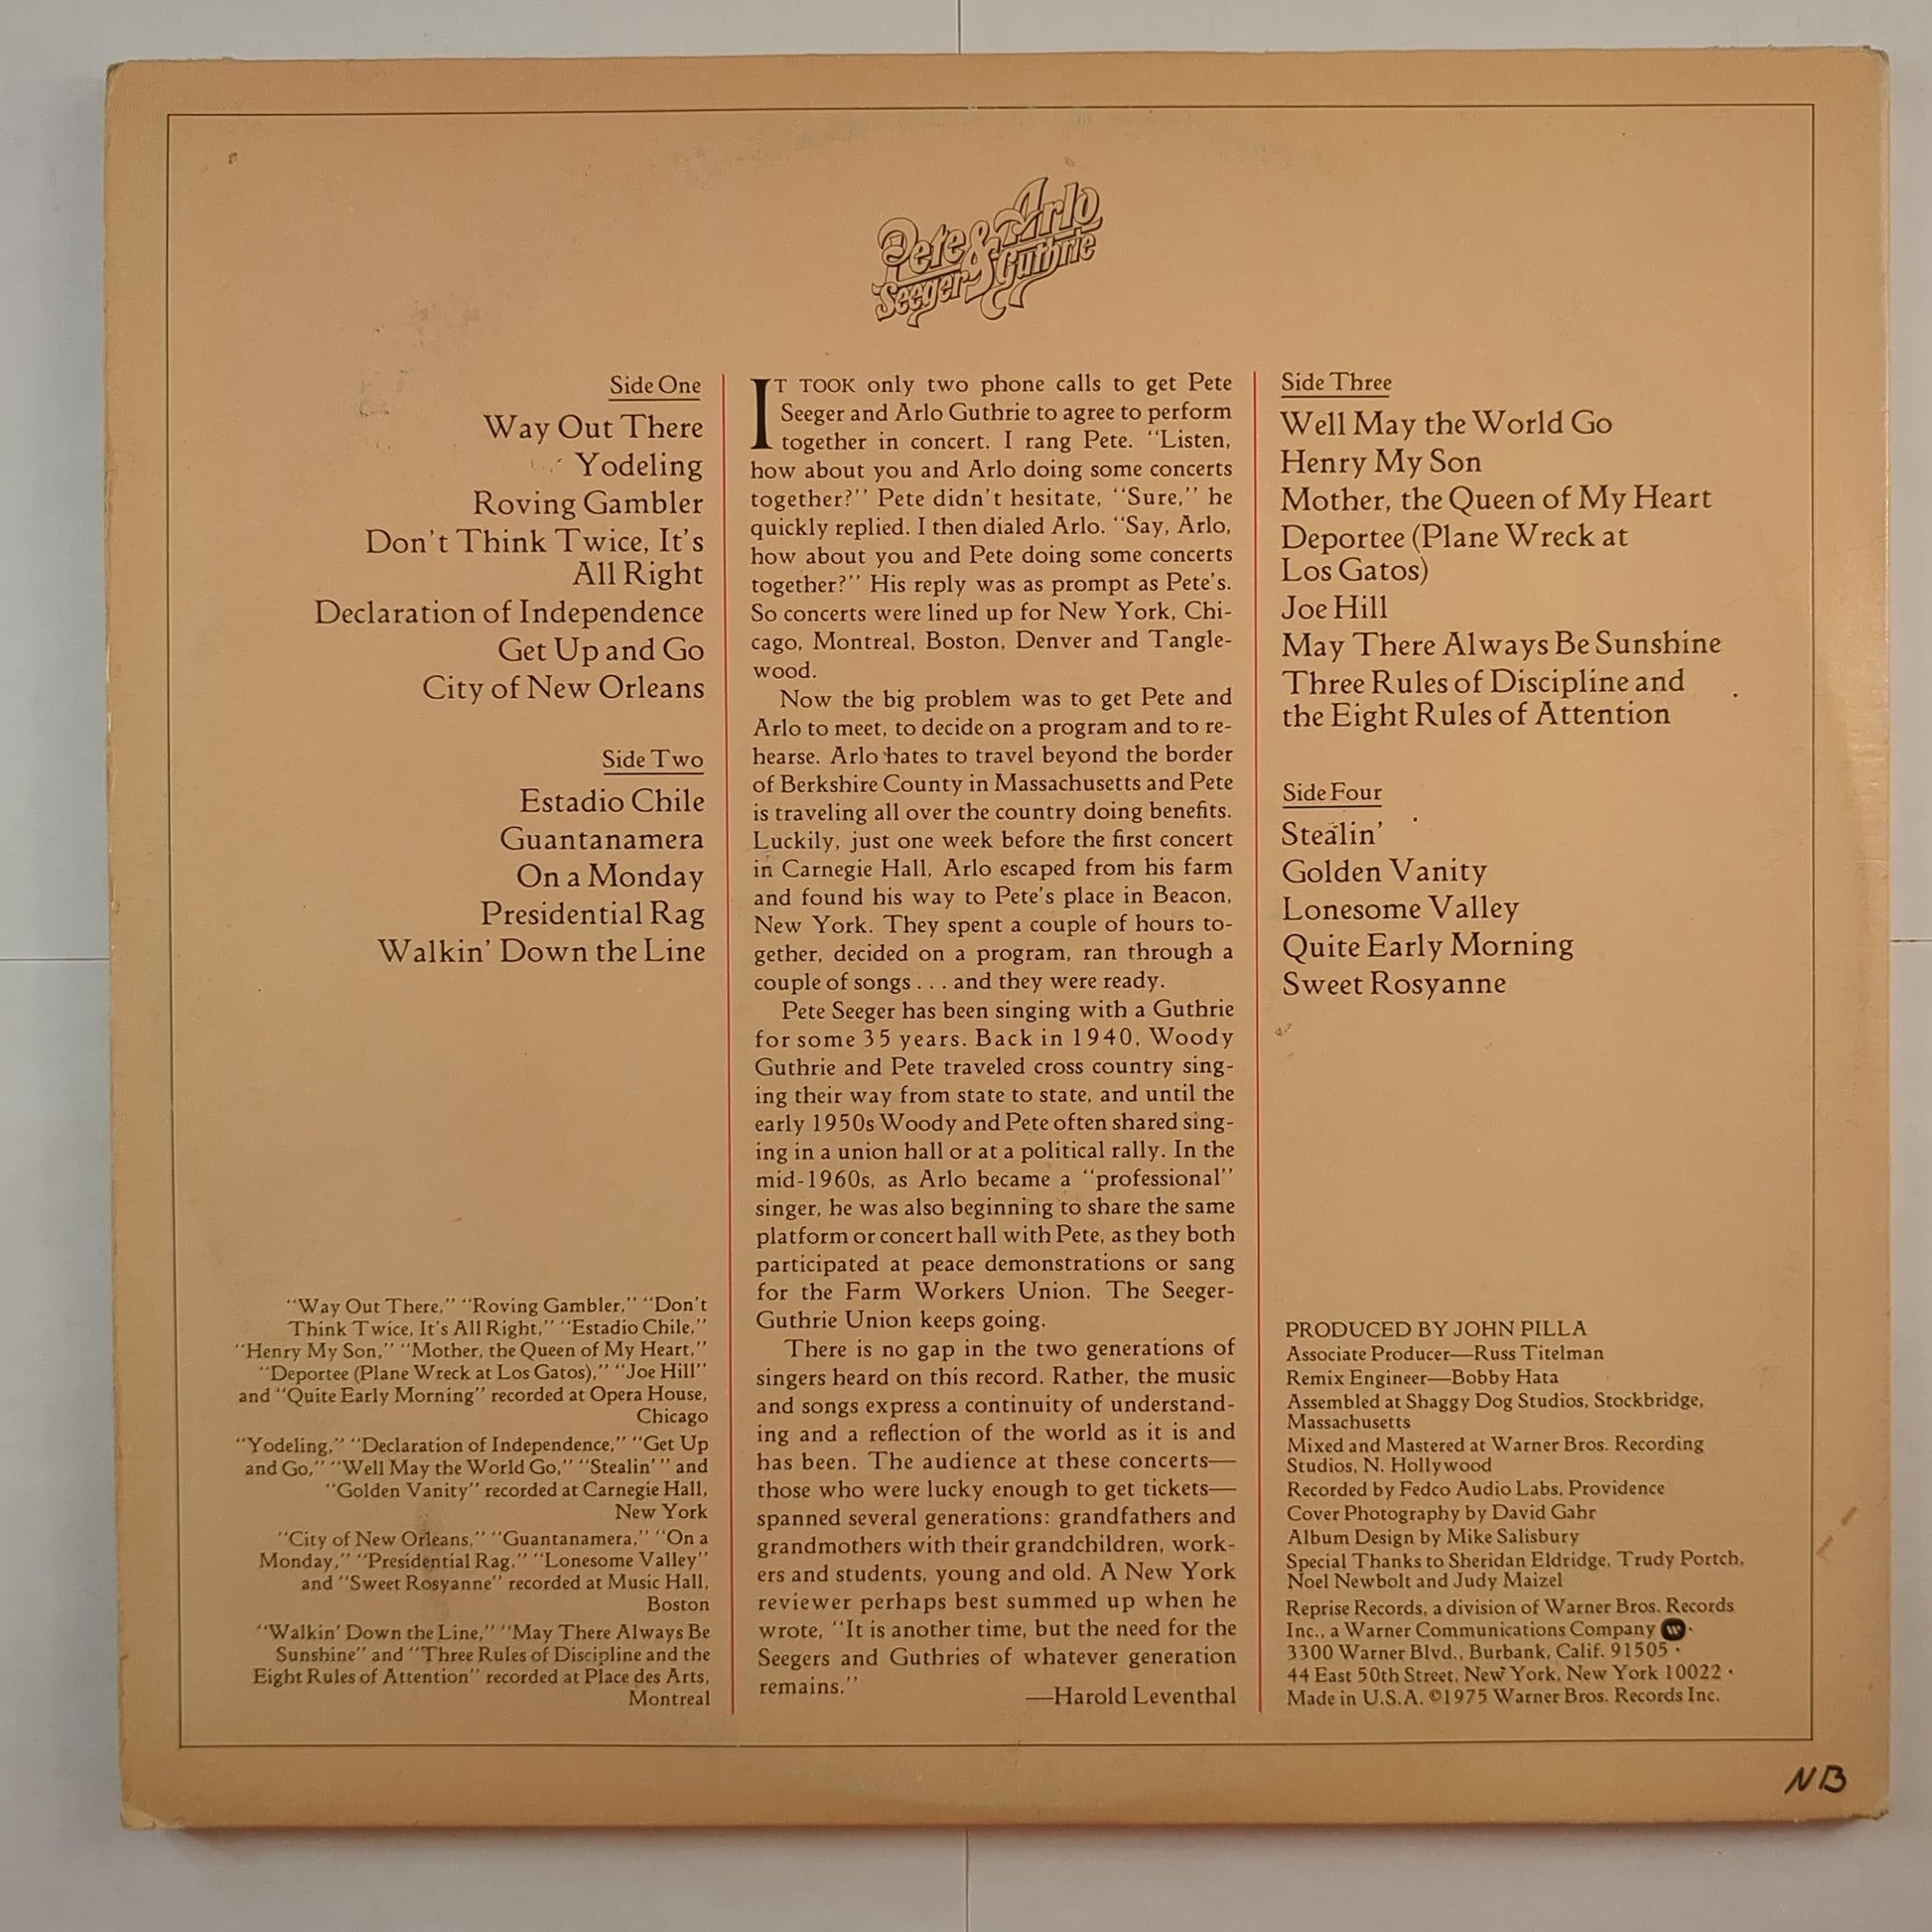 Pete Seeger & Arlo Guthrie
Side One
Way Out There
Yodeling
Roving Gambler
Don't Think Twice, It's
All Right
Declaration of Independence
Get Up and Go
City of New Orleans
Side Two
Estadio Chile
Guantanamera
On a Monday
Presidential Rag
Walkin' Down the Line
"Way Out There," "Roving Gambler," "Don't
Think Twice, It's All Right," "Estadio Chile,"
"Henry My Son," "Mother, the Queen of My Heart,"
"Deportee (Plane Wreck at Los Gatos)," "Joe Hill"
and "Quite Early Morning" recorded at Opera House,
Chicago
"Yodeling," "Declaration of Independence," "Get Up
and Go," "Well May the World Go," "Stealin' " and
"Golden Vanity" recorded at Carnegie Hall,
New York
"City of New Orleans," "Guantanamera," "On a
Monday," "Presidential Rag," "Lonesome Valley"
and "Sweet Rosyanne" recorded at Music Hall,
Boston
"Walkin' Down the Line," "May There Always Be
Sunshine" and "Three Rules of Discipline and the
Eight Rules of Attention" recorded at Place des Arts,
Montreal
IT TOOK only two phone calls to get Pete
Seeger and Arlo Guthrie to agree to perform
together in concert. I rang Pete. "Listen,
how about you and Arlo doing some concerts
together?" Pete didn't hesitate, "Sure," he
quickly replied. I then dialed Arlo. "Say, Arlo,
how about you and Pete doing some concerts
together?" His reply was as prompt as Pete's.
So concerts were lined up for New York, Chi-
cago, Montreal, Boston, Denver and Tangle-
wood.
Now the big problem was to get Pete and
Arlo to meet, to decide on a program and to re-
hearse. Arlo hates to travel beyond the border
of Berkshire County in Massachusetts and Pete
is traveling all over the country doing benefits.
Luckily, just one week before the first concert
in Carnegie Hall, Arlo escaped from his farm
and found his way to Pete's place in Beacon,
New York. They spent a couple of hours to-
gether, decided on a program, ran through a
couple of songs . . . and they were ready.
Pete Seeger has been singing with a Guthrie
for some 35 years. Back in 1940, Woody
Guthrie and Pete traveled cross country sing-
ing their way from state to state, and until the
early 1950s Woody and Pete often shared sing-
ing in a union hall or at a political rally. In the
mid-1960s, as Arlo became a "professional"
singer, he was also beginning to share the same
platform or concert hall with Pete, as they both
participated at peace demonstrations or sang
for the Farm Workers Union. The Seeger-
Guthrie Union keeps going.
There is no gap in the two generations of
singers heard on this record. Rather, the music
and songs express a continuity of understand-
ing and a reflection of the world as it is and
has been. The audience at these concerts—
those who were lucky enough to get tickets—
spanned several generations: grandfathers and
grandmothers with their grandchildren, work-
ers and students, young and old. A New York
reviewer perhaps best summed up when he
wrote, "It is another time, but the need for the
Seegers and Guthries of whatever generation
remains."
—Harold Leventhal
Side Three
Well May the World Go
Henry My Son
Mother, the Queen of My Heart
Deportee (Plane Wreck at
Los Gatos)
Joe Hill
May There Always Be Sunshine
Three Rules of Discipline and
the Eight Rules of Attention
Side Four
Stealin'
Golden Vanity
Lonesome Valley
Quite Early Morning
Sweet Rosyanne
PRODUCED BY JOHN PILLA
Associate Producer—Russ Titelman
Remix Engineer—Bobby Hata
Assembled at Shaggy Dog Studios, Stockbridge,
Massachusetts
Mixed and Mastered at Warner Bros. Recording
Studios, N. Hollywood
Recorded by Fedco Audio Labs, Providence
Cover Photography by David Gahr
Album Design by Mike Salisbury
Special Thanks to Sheridan Eldridge, Trudy Portch,
Noel Newbolt and Judy Maizel
Reprise Records, a division of Warner Bros. Records
Inc., a Warner Communications Company W •
3300 Warner Blvd., Burbank, Calif. 91505 •
44 East 50th Street, New York, New York 10022 •
Made in U.S.A. ©1975 Warner Bros. Records Inc.
NB